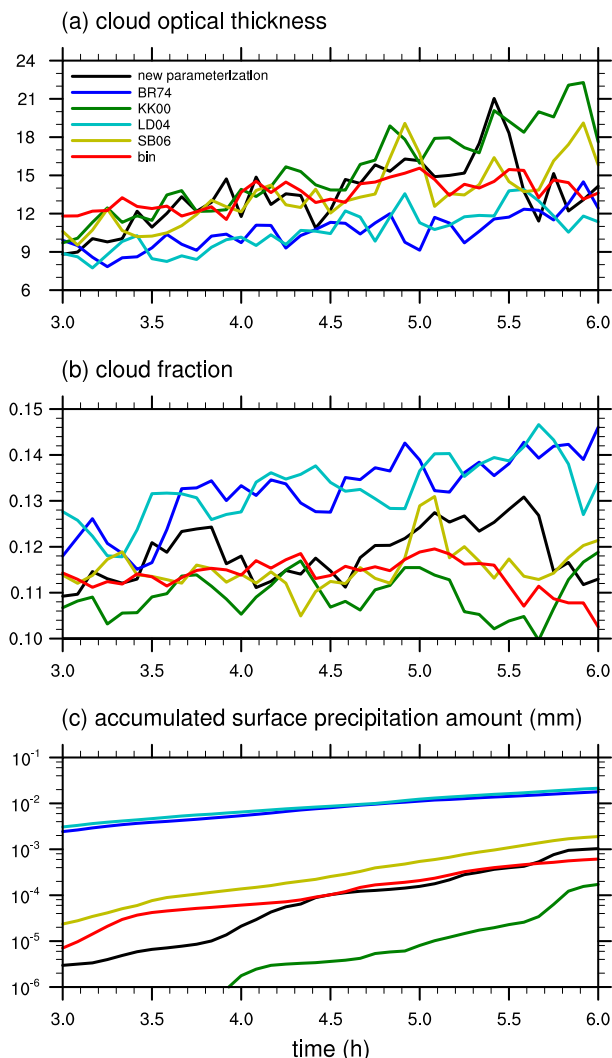 (a) cloud optical thickness
24
21
18
15
12
9
6
new parameterization
BR74
KK00
LD04
SB06
bin
3.0 3.5 4.0 4.5 5.0 5.5 6.0
(b) cloud fraction
0.15
0.14
0.13
0.12
0.11
0.10
3.0 3.5 4.0 4.5 5.0 5.5 6.0
(c) accumulated surface precipitation amount (mm)
10⁻¹
10⁻²
10⁻³
10⁻⁴
10⁻⁵
10⁻⁶
3.0 3.5 4.0 4.5 5.0 5.5 6.0
time (h)